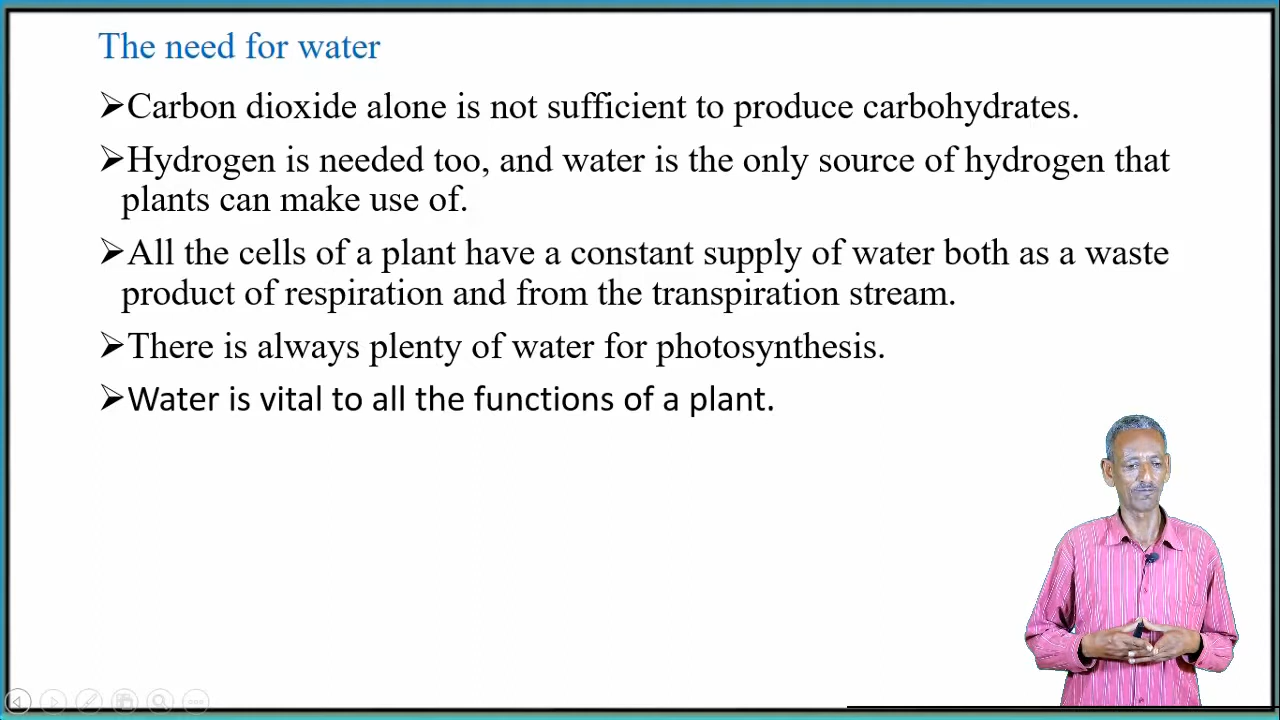 The need for water
➢Carbon dioxide alone is not sufficient to produce carbohydrates.
➢Hydrogen is needed too, and water is the only source of hydrogen that
plants can make use of.
➢All the cells of a plant have a constant supply of water both as a waste
product of respiration and from the transpiration stream.
➢There is always plenty of water for photosynthesis.
➢Water is vital to all the functions of a plant.